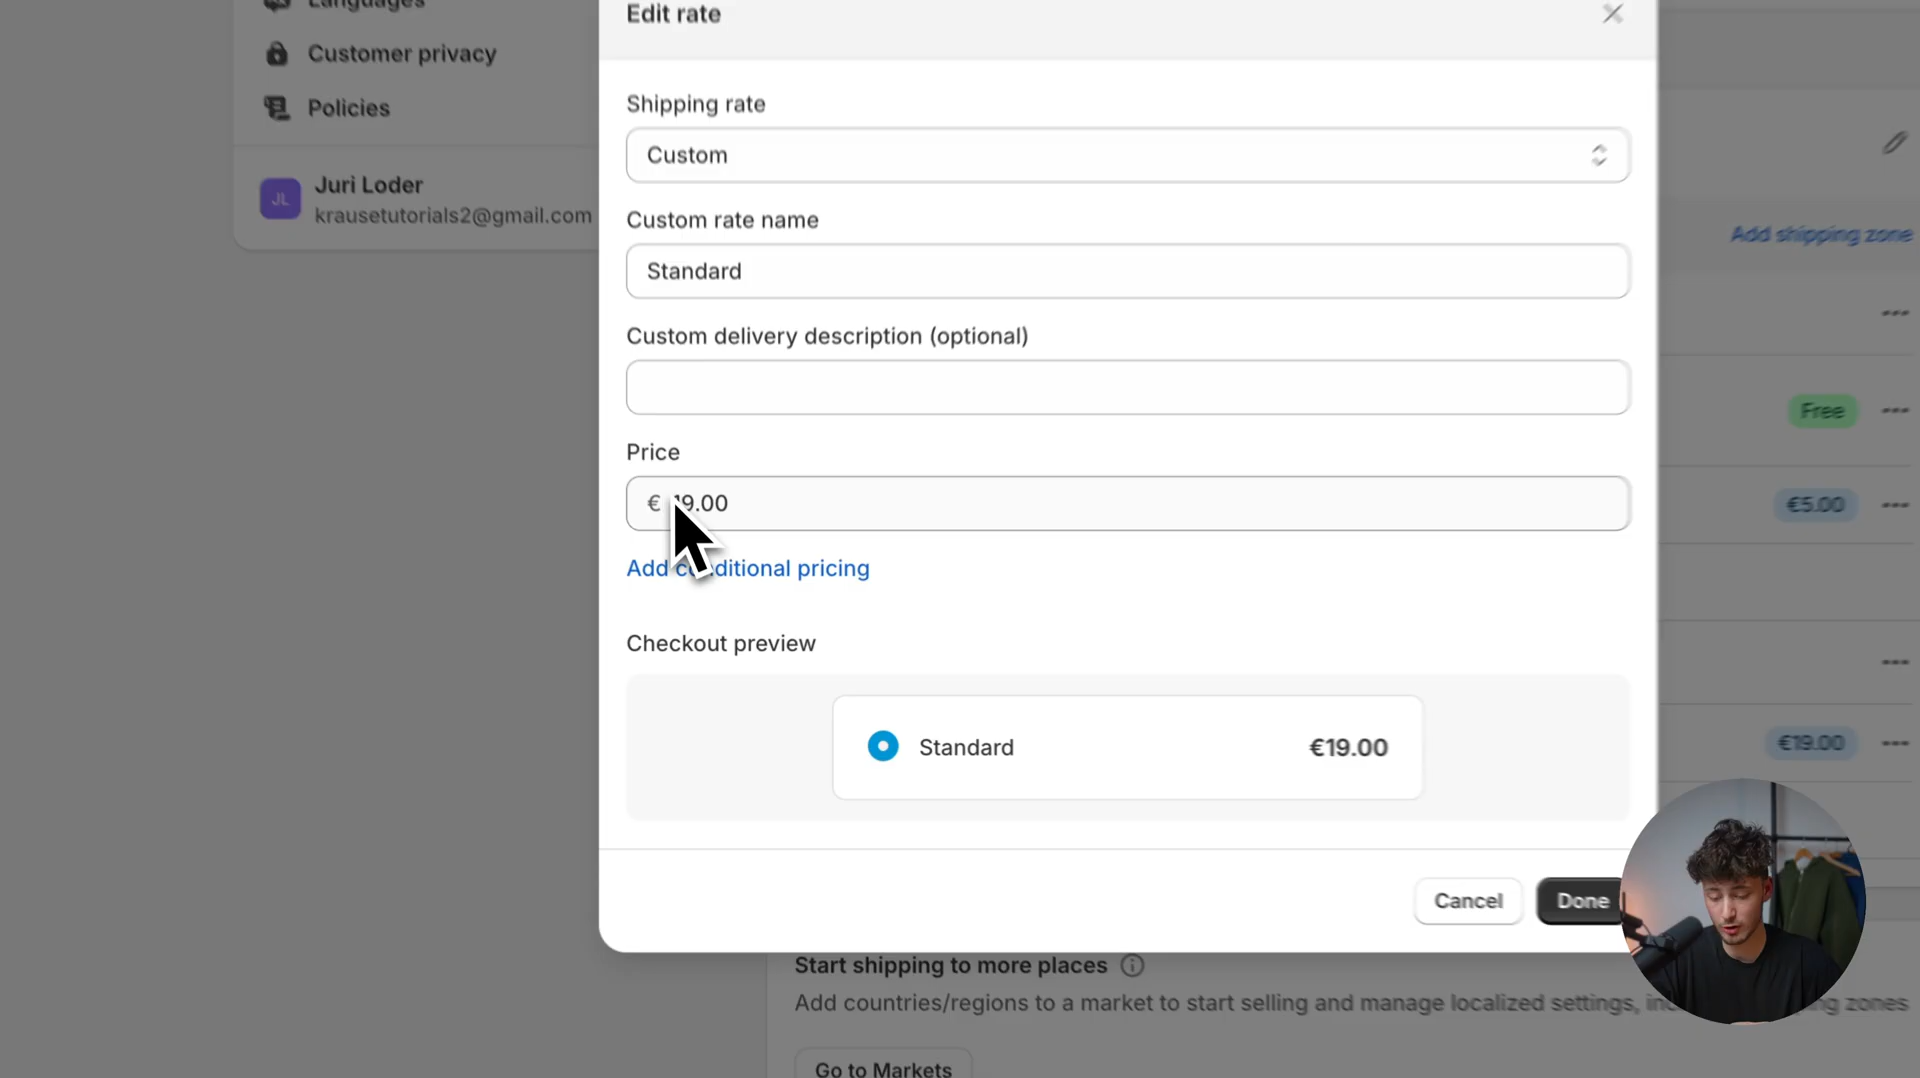 Languages
Customer privacy
Policies
JL
Juri Loder
krausetutorials2@gmail.com
Edit rate
Shipping rate
Custom
Custom rate name
Standard
Custom delivery description (optional)
Price
€ 19.00
Add conditional pricing
Checkout preview
Standard €19.00
Cancel
Done
Add shipping zone
Free
€5.00
€19.00
Start shipping to more places
Add countries/regions to a market to start selling and manage localized settings, zones
Go to Markets